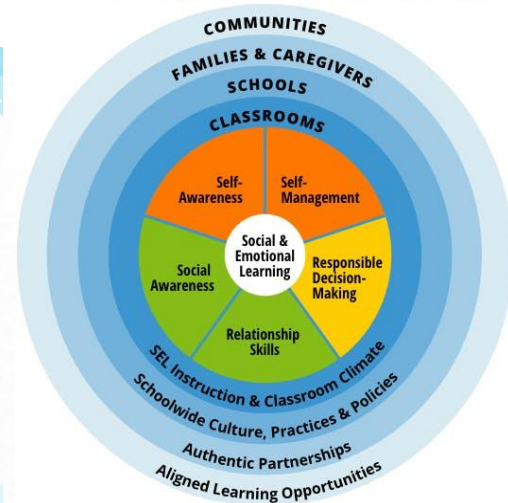 COMMUNITIES
FAMILIES & CAREGIVERS
SCHOOLS
CLASSROOMS
Self-
Awareness
Self-
Management
Social &
Emotional
Learning
Social
Awareness
Responsible
Decision-
Making
Relationship
Skills
SEL Instruction & Classroom Climate
Schoolwide Culture, Practices & Policies
Authentic Partnerships
Aligned Learning Opportunities